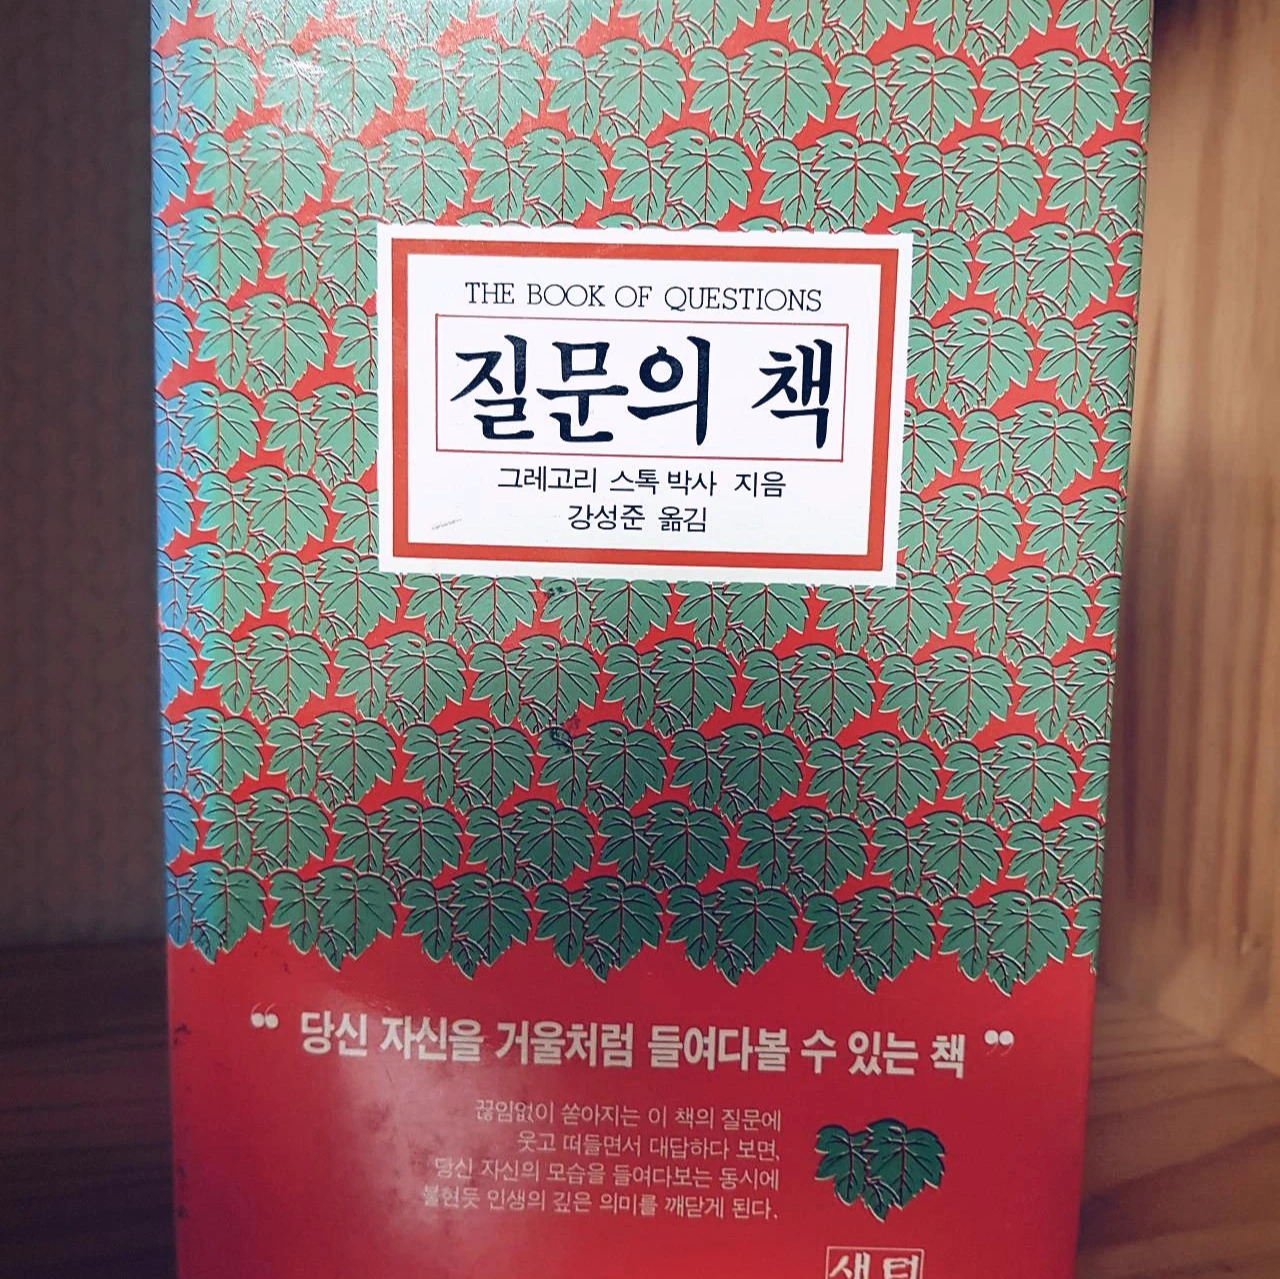 THE BOOK OF QUESTIONS
질문의 책
그레고리 스톡 박사 지음
강성준 옮김
“ 당신 자신을 거울처럼 들여다볼 수 있는 책 ”
끊임없이 쏟아지는 이 책의 질문에
웃고 떠들면서 대답하다 보면,
당신 자신의 모습을 들여다보는 동시에
불현듯 인생의 깊은 의미를 깨닫게 된다.
새터